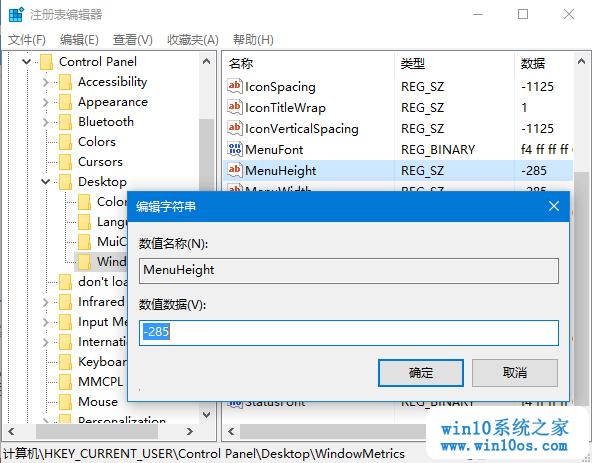 注册表编辑器
文件(F) 编辑(E) 查看(V) 收藏夹(A) 帮助(H)
Control Panel
Accessibility
Appearance
Bluetooth
Colors
Cursors
Desktop
Color
Lang
MuiC
Wind
don't loa
Infrared
Input Me
Internatio
Keyboar
MMCPL
Mouse
Personalization
名称 类型 数据
IconSpacing REG_SZ -1125
IconTitleWrap REG_SZ 1
IconVerticalSpacing REG_SZ -1125
MenuFont REG_BINARY f4 ff ff ff
MenuHeight REG_SZ -285
MenuWidth REG_SZ -285
编辑字符串
数值名称(N):
MenuHeight
数值数据(V):
-285
确定 取消
StatusFont REG_BINARY f4 ff ff ff
计算机\HKEY_CURRENT_USER\Control Panel\Desktop\WindowMetrics
win10系统之家
www.win10os.com